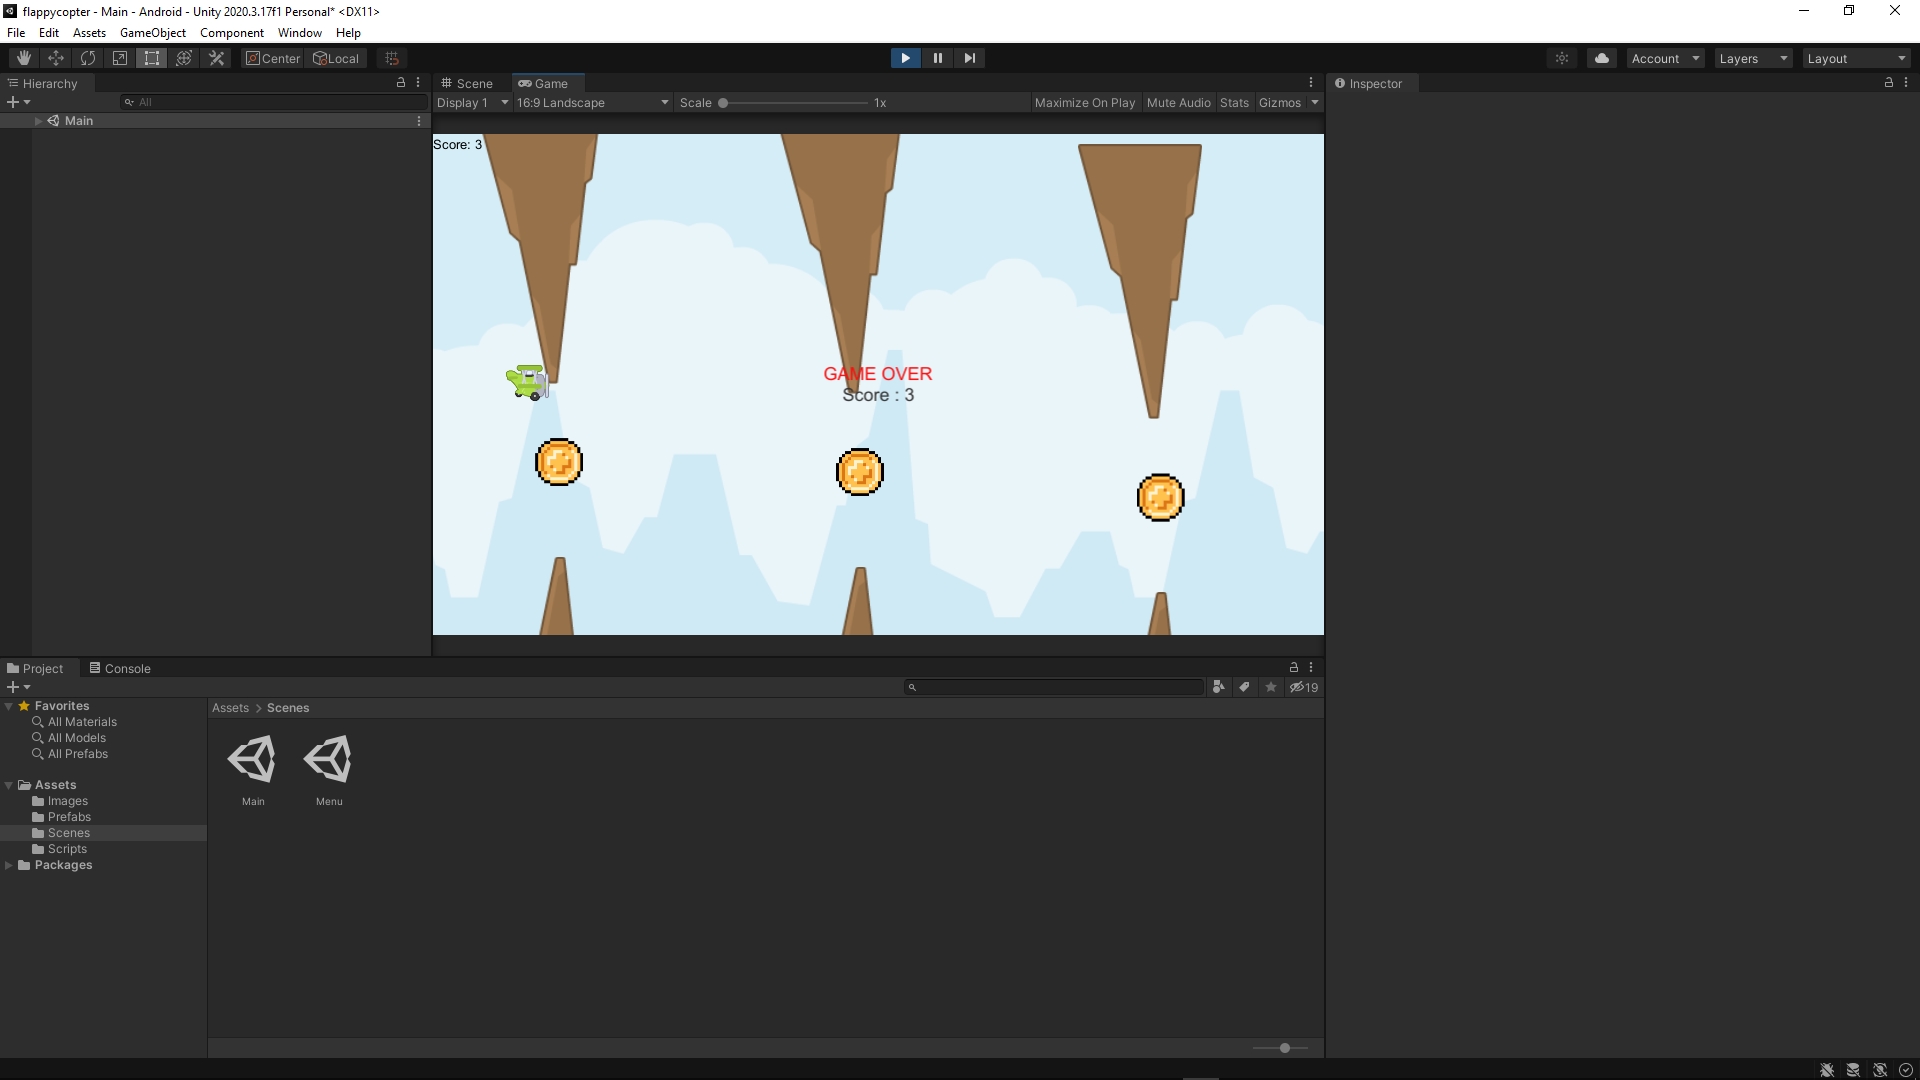 flappycopter - Main - Android - Unity 2020.3.17f1 Personal* <DX11>
File Edit Assets GameObject Component Window Help
Center Local Account Layers Layout
Hierarchy Scene Game Inspector
All Display 1 16:9 Landscape Scale 1x Maximize On Play Mute Audio Stats Gizmos
Main
Score: 3
GAME OVER
Score : 3
Project Console
19
Favorites Assets > Scenes
All Materials
All Models
All Prefabs
Assets
Images Main Menu
Prefabs
Scenes
Scripts
Packages